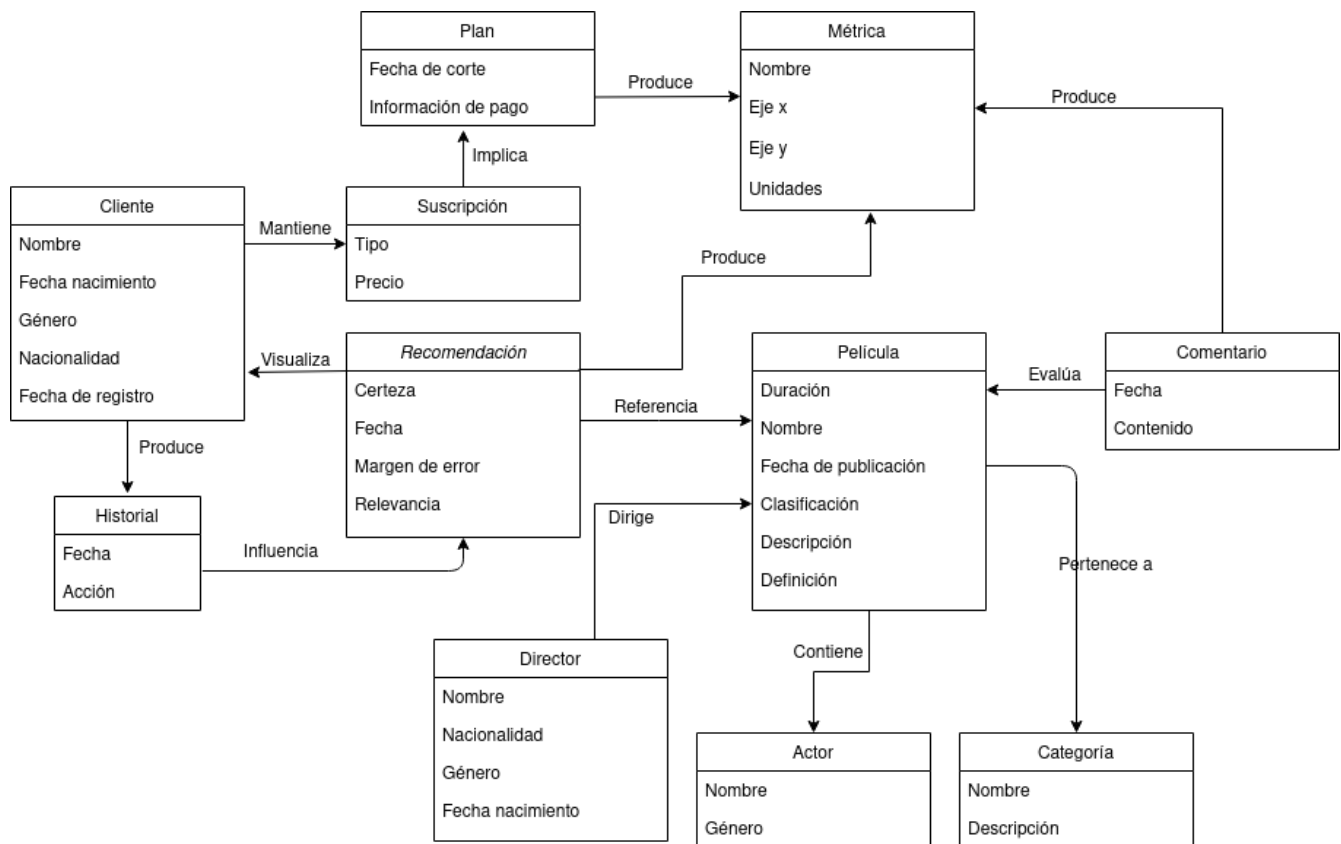 Plan
Fecha de corte
Información de pago
Produce
Métrica
Nombre
Eje x
Eje y
Unidades
Produce
Implica
Cliente
Nombre
Fecha nacimiento
Género
Nacionalidad
Fecha de registro
Mantiene
Suscripción
Tipo
Precio
Produce
Visualiza
Recomendación
Certeza
Fecha
Margen de error
Relevancia
Referencia
Película
Duración
Nombre
Fecha de publicación
Clasificación
Descripción
Definición
Evalúa
Comentario
Fecha
Contenido
Produce
Historial
Fecha
Acción
Influencia
Dirige
Pertenece a
Director
Nombre
Nacionalidad
Género
Fecha nacimiento
Contiene
Actor
Nombre
Género
Categoría
Nombre
Descripción